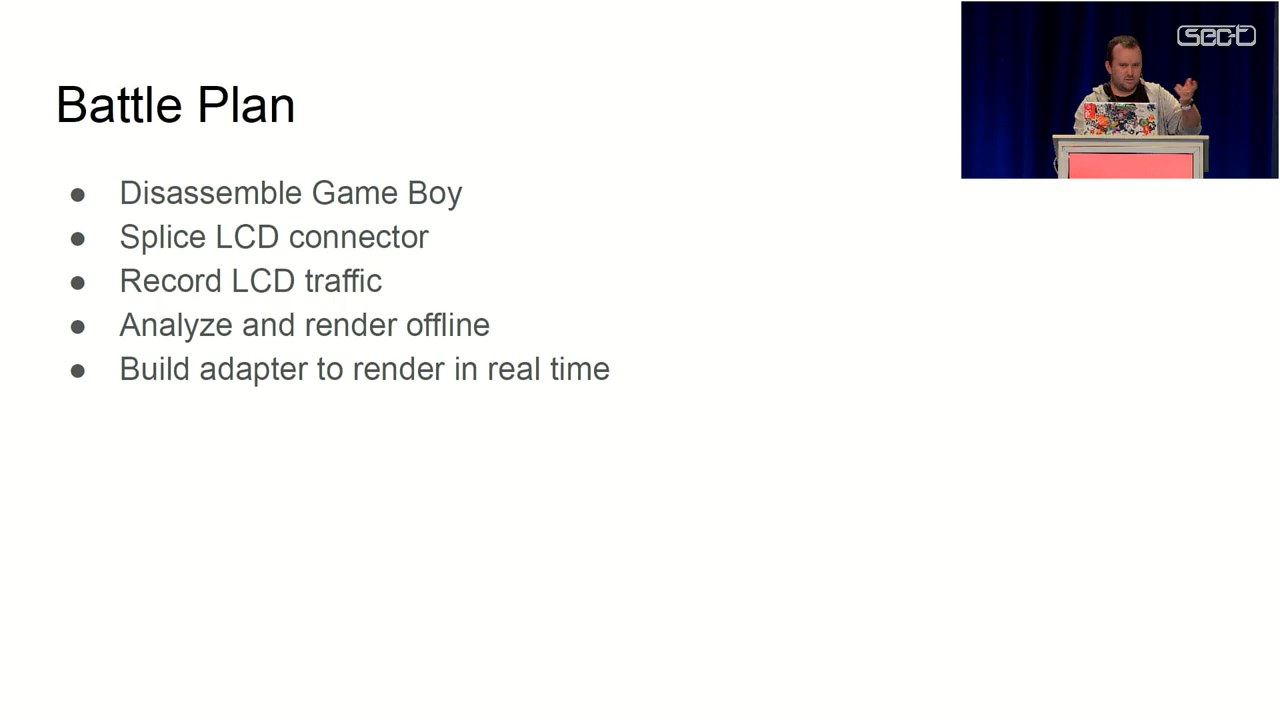 sec-t
Battle Plan
● Disassemble Game Boy
● Splice LCD connector
● Record LCD traffic
● Analyze and render offline
● Build adapter to render in real time